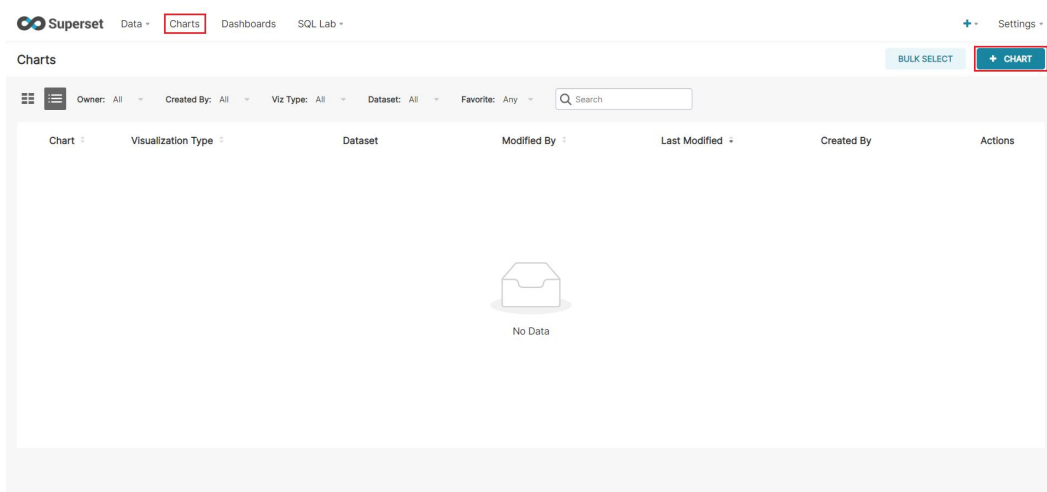 Superset Data Charts Dashboards SQL Lab + Settings
Charts BULK SELECT + CHART
Owner: All Created By: All Viz Type: All Dataset: All Favorite: Any Search
Chart Visualization Type Dataset Modified By Last Modified Created By Actions
No Data